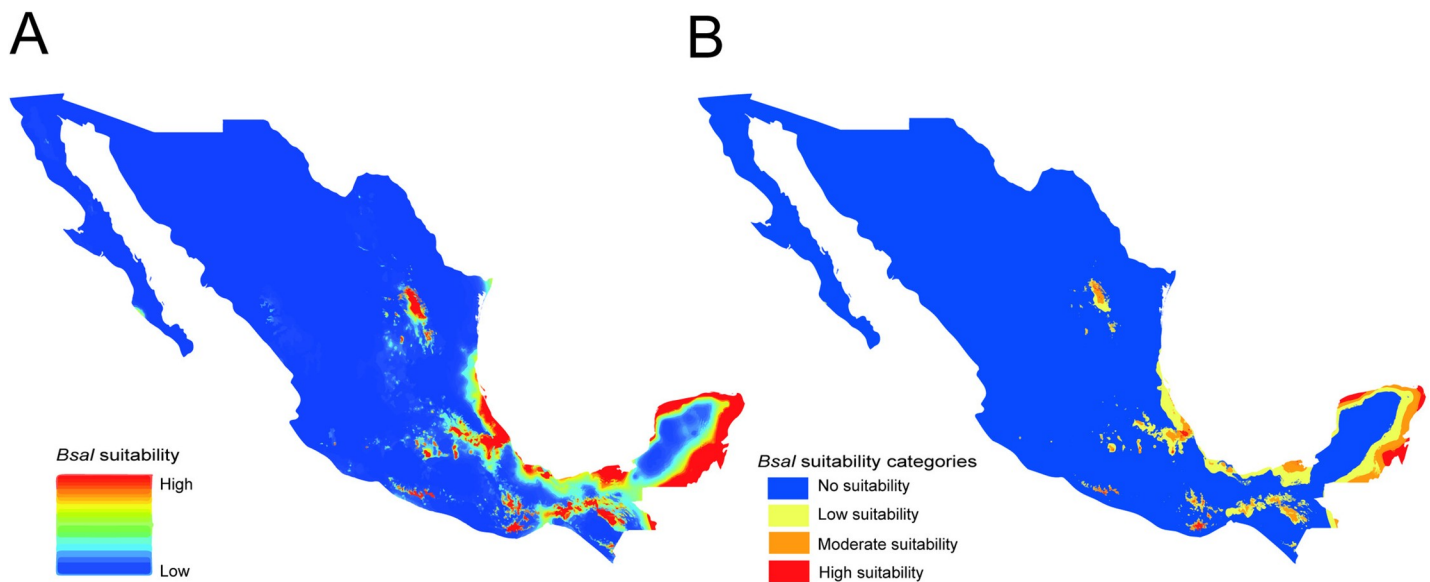 A
B
Bsal suitability
High
Low
Bsal suitability categories
No suitability
Low suitability
Moderate suitability
High suitability